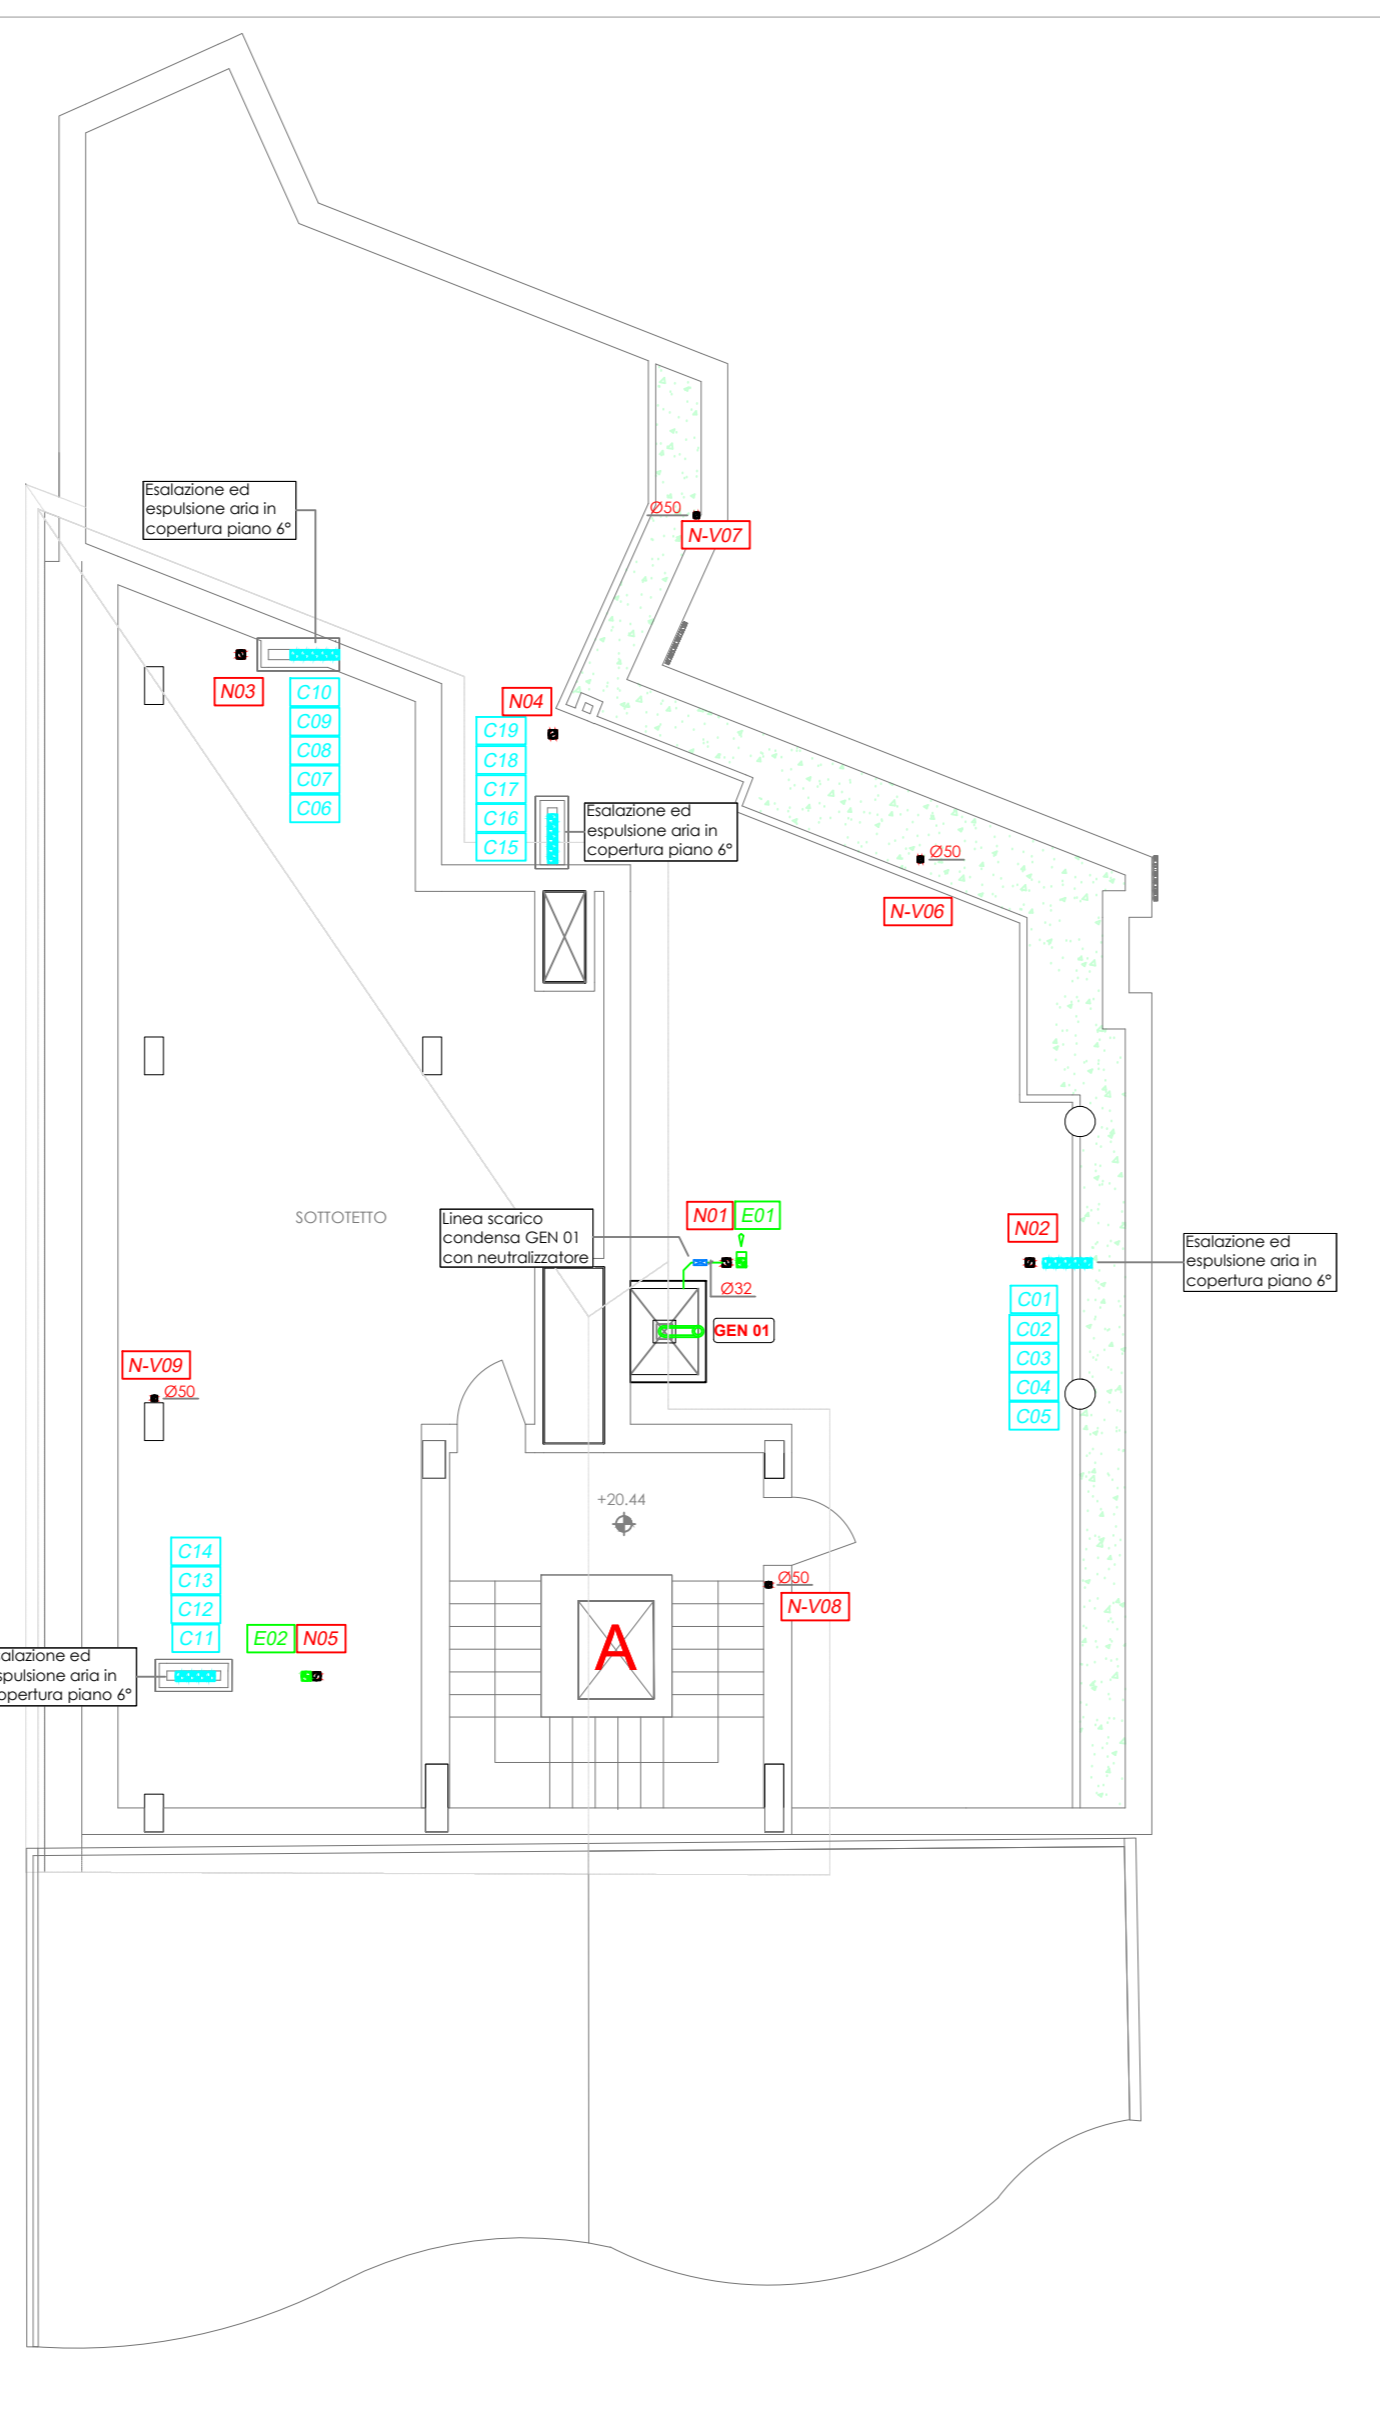 Esalazione ed
espulsione aria in
copertura piano 6°
Ø50
N-V07
N03
C10
C09
C08
C07
C06
N04
C19
C18
C17
C16
C15
Esalazione ed
espulsione aria in
copertura piano 6°
Ø50
N-V06
SOTTOTETTO
Linea scarico
condensa GEN 01
con neutralizzatore
N01
E01
Ø32
GEN 01
N02
Esalazione ed
espulsione aria in
copertura piano 6°
C01
C02
C03
C04
C05
N-V09
Ø50
+20.44
C14
C13
C12
C11
E02
N05
alazione ed
spulsione aria in
opertura piano 6°
A
Ø50
N-V08